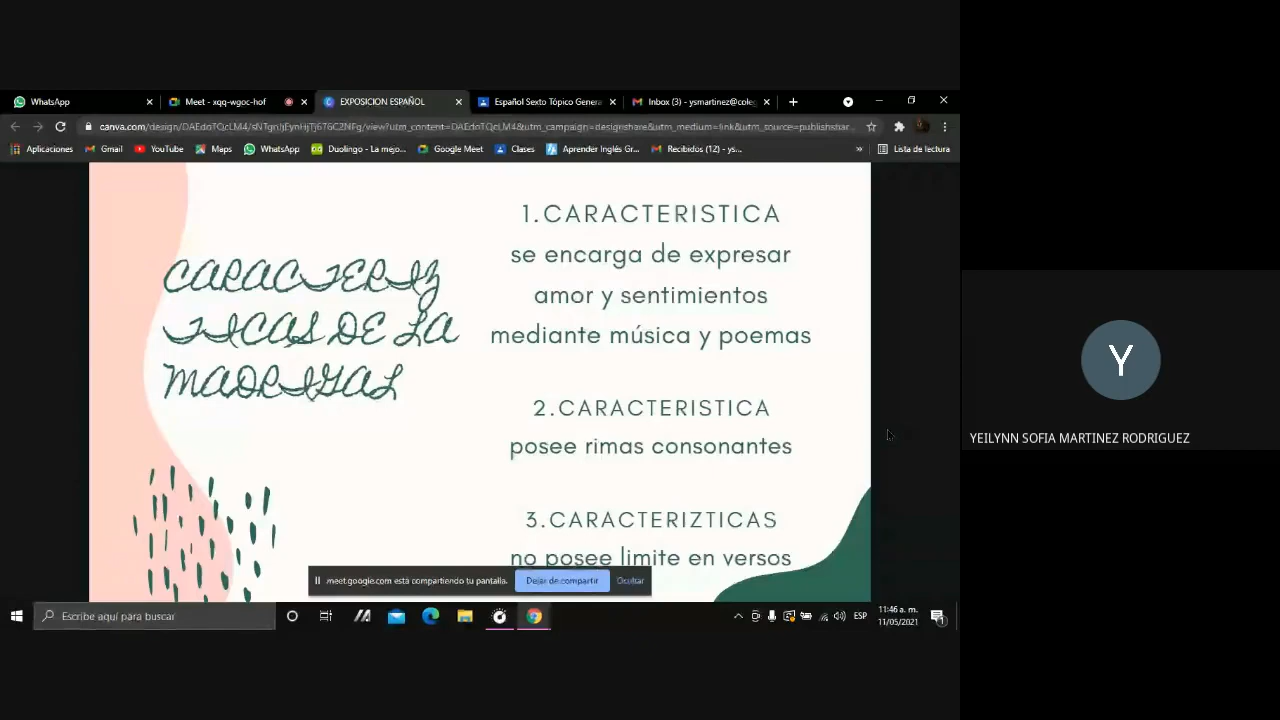 WhatsApp
Meet - xqq-wgoc-hof
EXPOSICION ESPAÑOL
Español Sexto Tópico Genera
Inbox (3) - ysmartinez@cole
Aplicaciones
Gmail
YouTube
Maps
WhatsApp
Duolingo - La mejo...
Google Meet
Clases
Aprender Inglés Gr...
Recibidos (12) - ys...
»
Lista de lectura
CARACTERIZ
TICAS DE LA
MADRIGAL
1.CARACTERISTICA
se encarga de expresar
amor y sentimientos
mediante música y poemas
2.CARACTERISTICA
posee rimas consonantes
3.CARACTERIZTICAS
no posee limite en versos
meet.google.com está compartiendo tu pantalla.
Dejar de compartir
Ocultar
Y
YEILYNN SOFIA MARTINEZ RODRIGUEZ
Escribe aquí para buscar
ESP
11:46 a. m.
11/05/2021